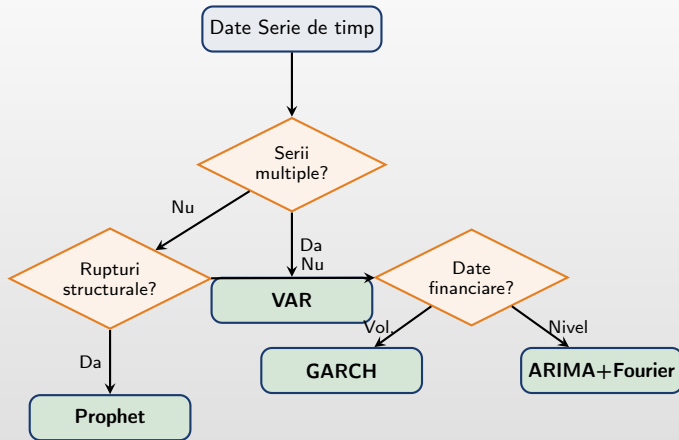 Date Serie de timp
Serii
multiple?
Nu
Da
Nu
Rupturi
structurale?
Date
financiare?
VAR
Vol.
Nivel
Da
GARCH
ARIMA+Fourier
Prophet